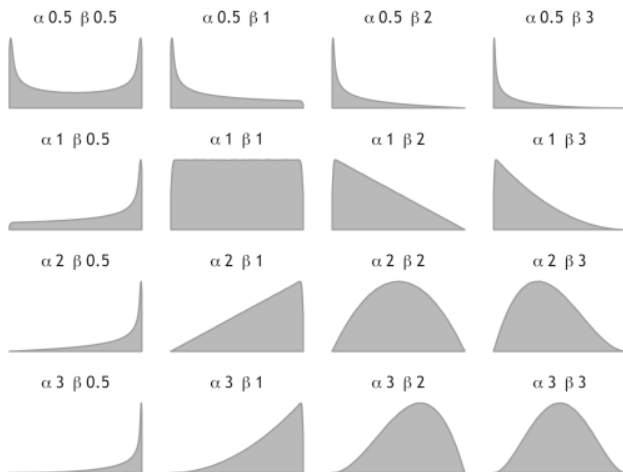 α 0.5 β 0.5 α 0.5 β 1 α 0.5 β 2 α 0.5 β 3
α 1 β 0.5 α 1 β 1 α 1 β 2 α 1 β 3
α 2 β 0.5 α 2 β 1 α 2 β 2 α 2 β 3
α 3 β 0.5 α 3 β 1 α 3 β 2 α 3 β 3